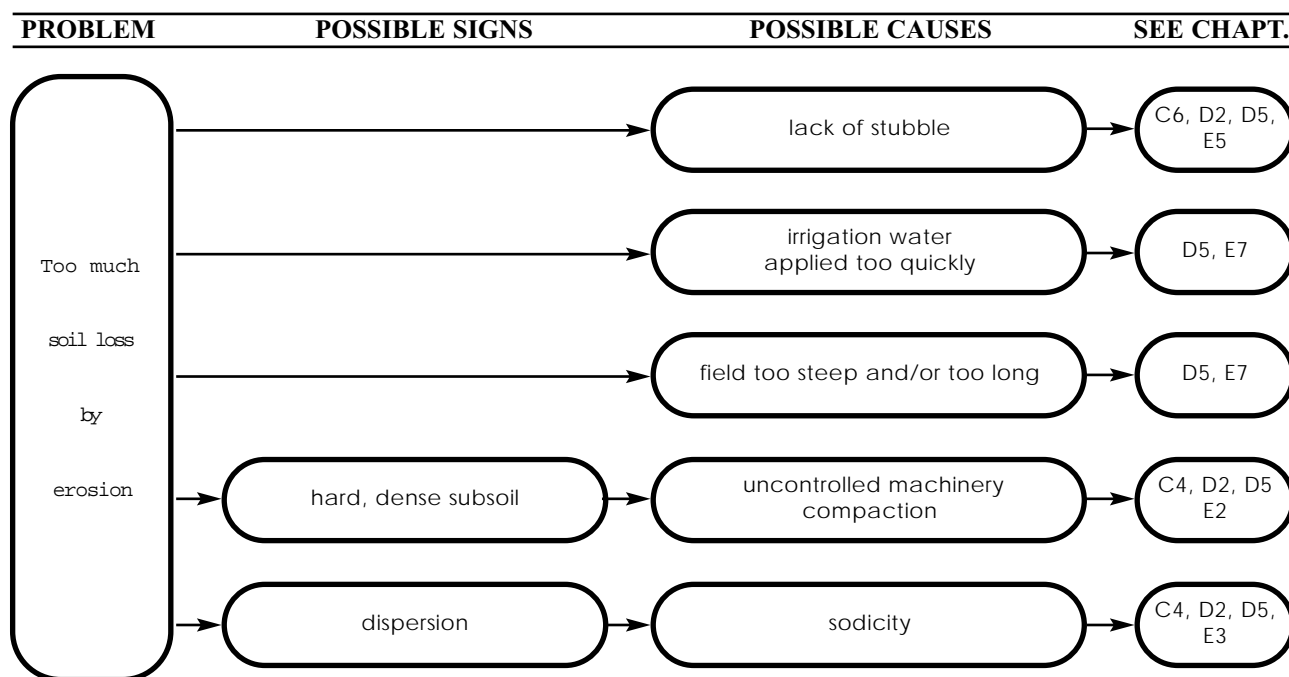 PROBLEM POSSIBLE SIGNS POSSIBLE CAUSES SEE CHAPT.
Too much
soil loss
by
erosion
lack of stubble
C6, D2, D5,
E5
irrigation water
applied too quickly
D5, E7
field too steep and/or too long
D5, E7
hard, dense subsoil
uncontrolled machinery
compaction
C4, D2, D5
E2
dispersion
sodicity
C4, D2, D5,
E3